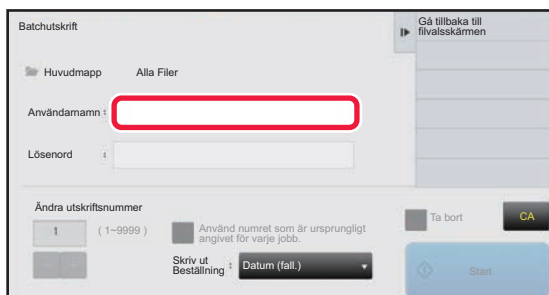 Batchutskrift
Gå tillbaka till
filvalsskärmen
Huvudmapp Alla Filer
Användarnamn :
Lösenord :
Ändra utskriftsnummer
1 ( 1~9999 )
Använd numret som är ursprungligt
angivet för varje jobb.
Skriv ut
Beställning : Datum (fall.)
Ta bort
CA
Start